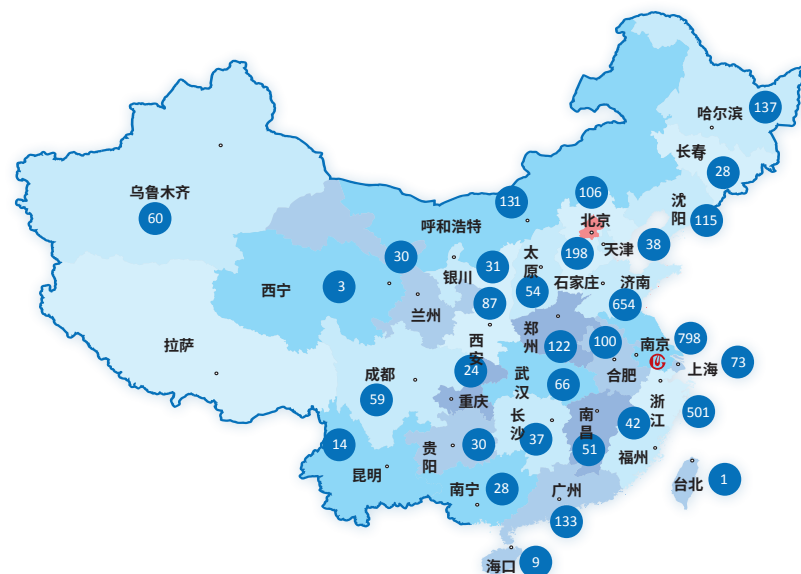 哈尔滨
137
长春
28
沈阳
115
乌鲁木齐
60
呼和浩特
131
106
北京
天津
38
198
石家庄
济南
654
太原
54
银川
31
30
西宁
3
兰州
87
西安
郑州
122
100
合肥
南京
798
上海
73
拉萨
成都
59
24
重庆
武汉
66
长沙
37
南昌
51
浙江
501
42
福州
14
昆明
贵阳
30
南宁
28
广州
133
台北
1
海口
9